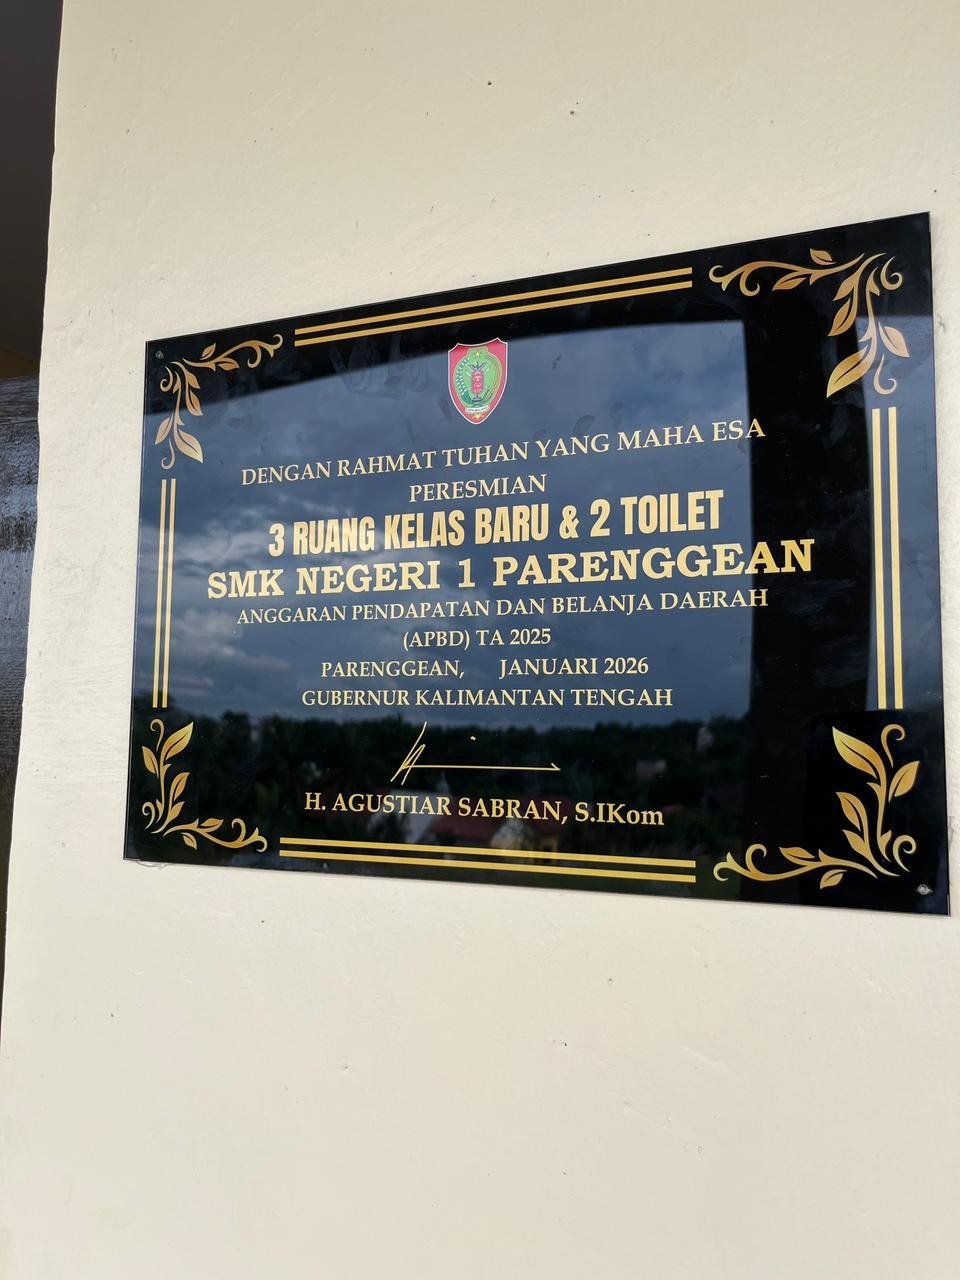 DENGAN RAHMAT TUHAN YANG MAHA ESA
PERESMIAN
3 RUANG KELAS BARU & 2 TOILET
SMK NEGERI 1 PARENGGEAN
ANGGARAN PENDAPATAN DAN BELANJA DAERAH
(APBD) TA 2025
PARENGGEAN, JANUARI 2026
GUBERNUR KALIMANTAN TENGAH
H. AGUSTIAR SABRAN, S.IKom